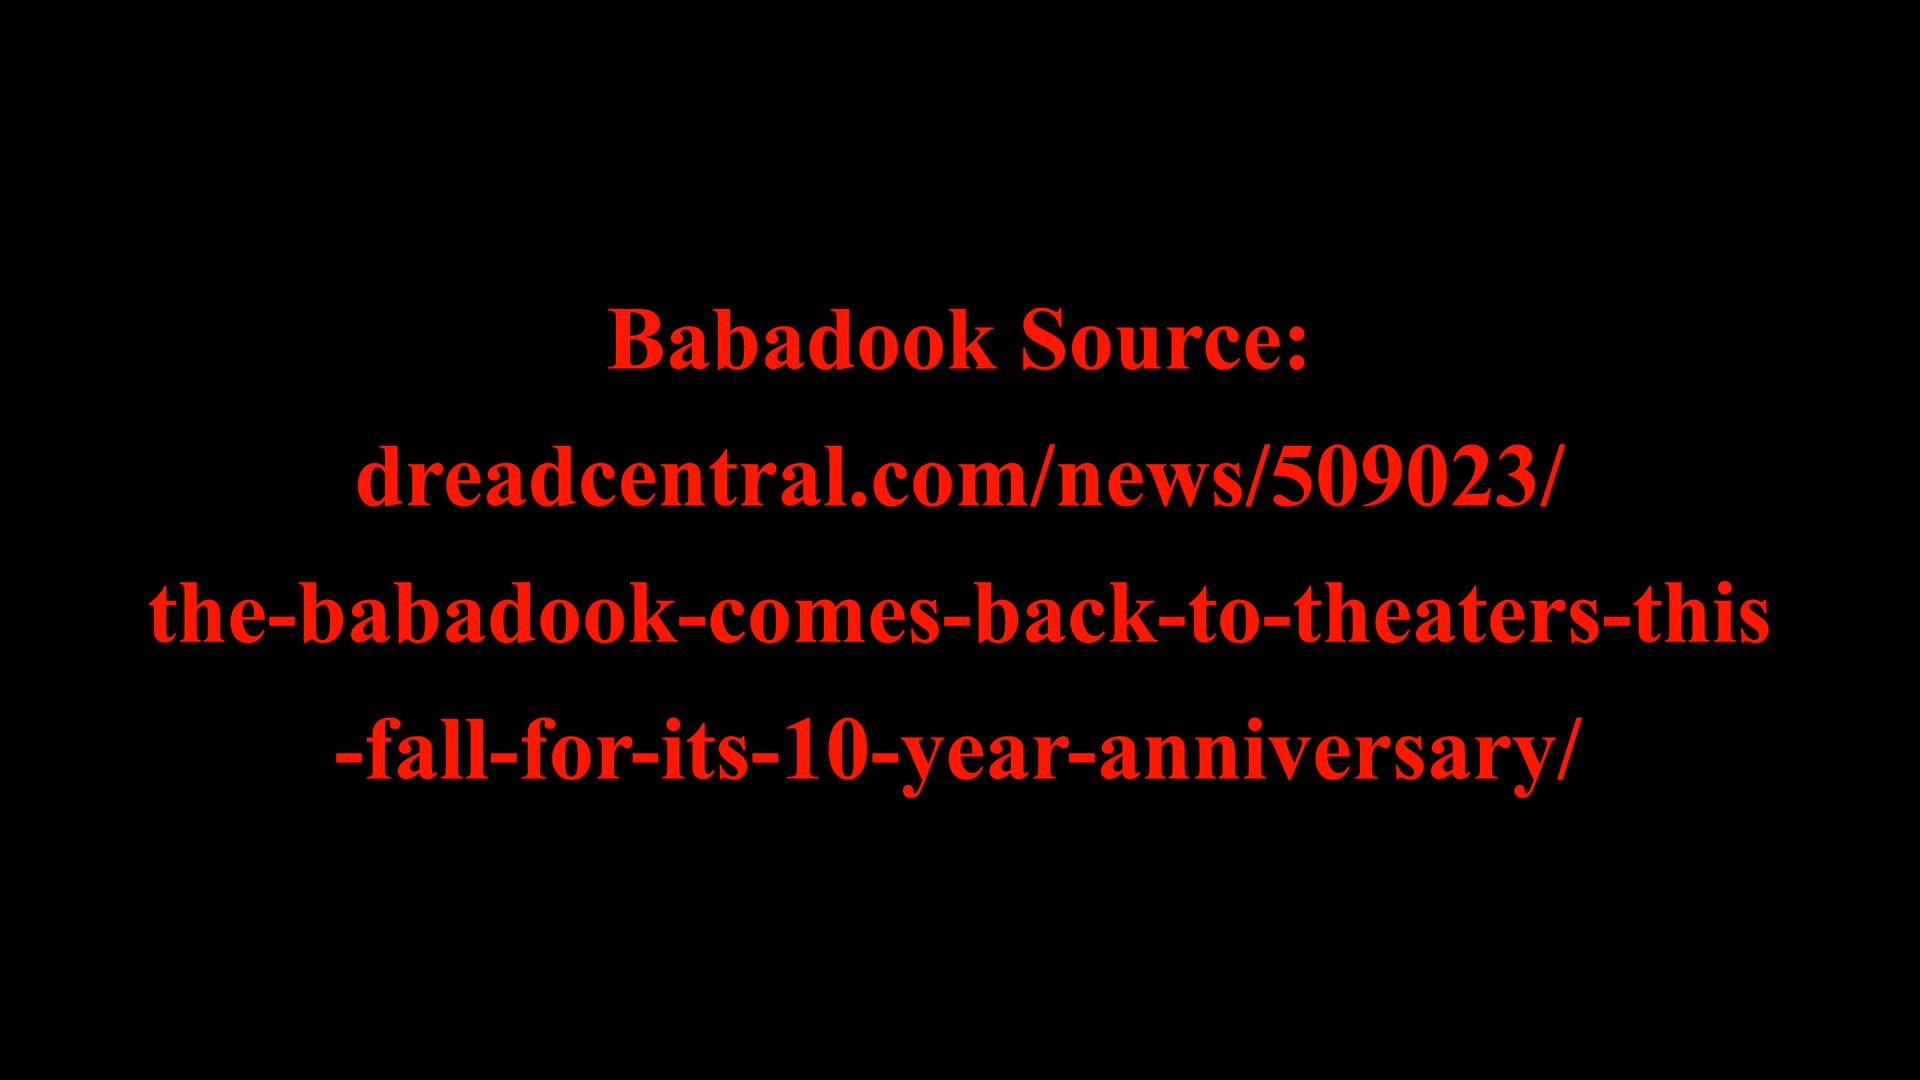 Babadook Source:
dreadcentral.com/news/509023/
the-babadook-comes-back-to-theaters-this
-fall-for-its-10-year-anniversary/